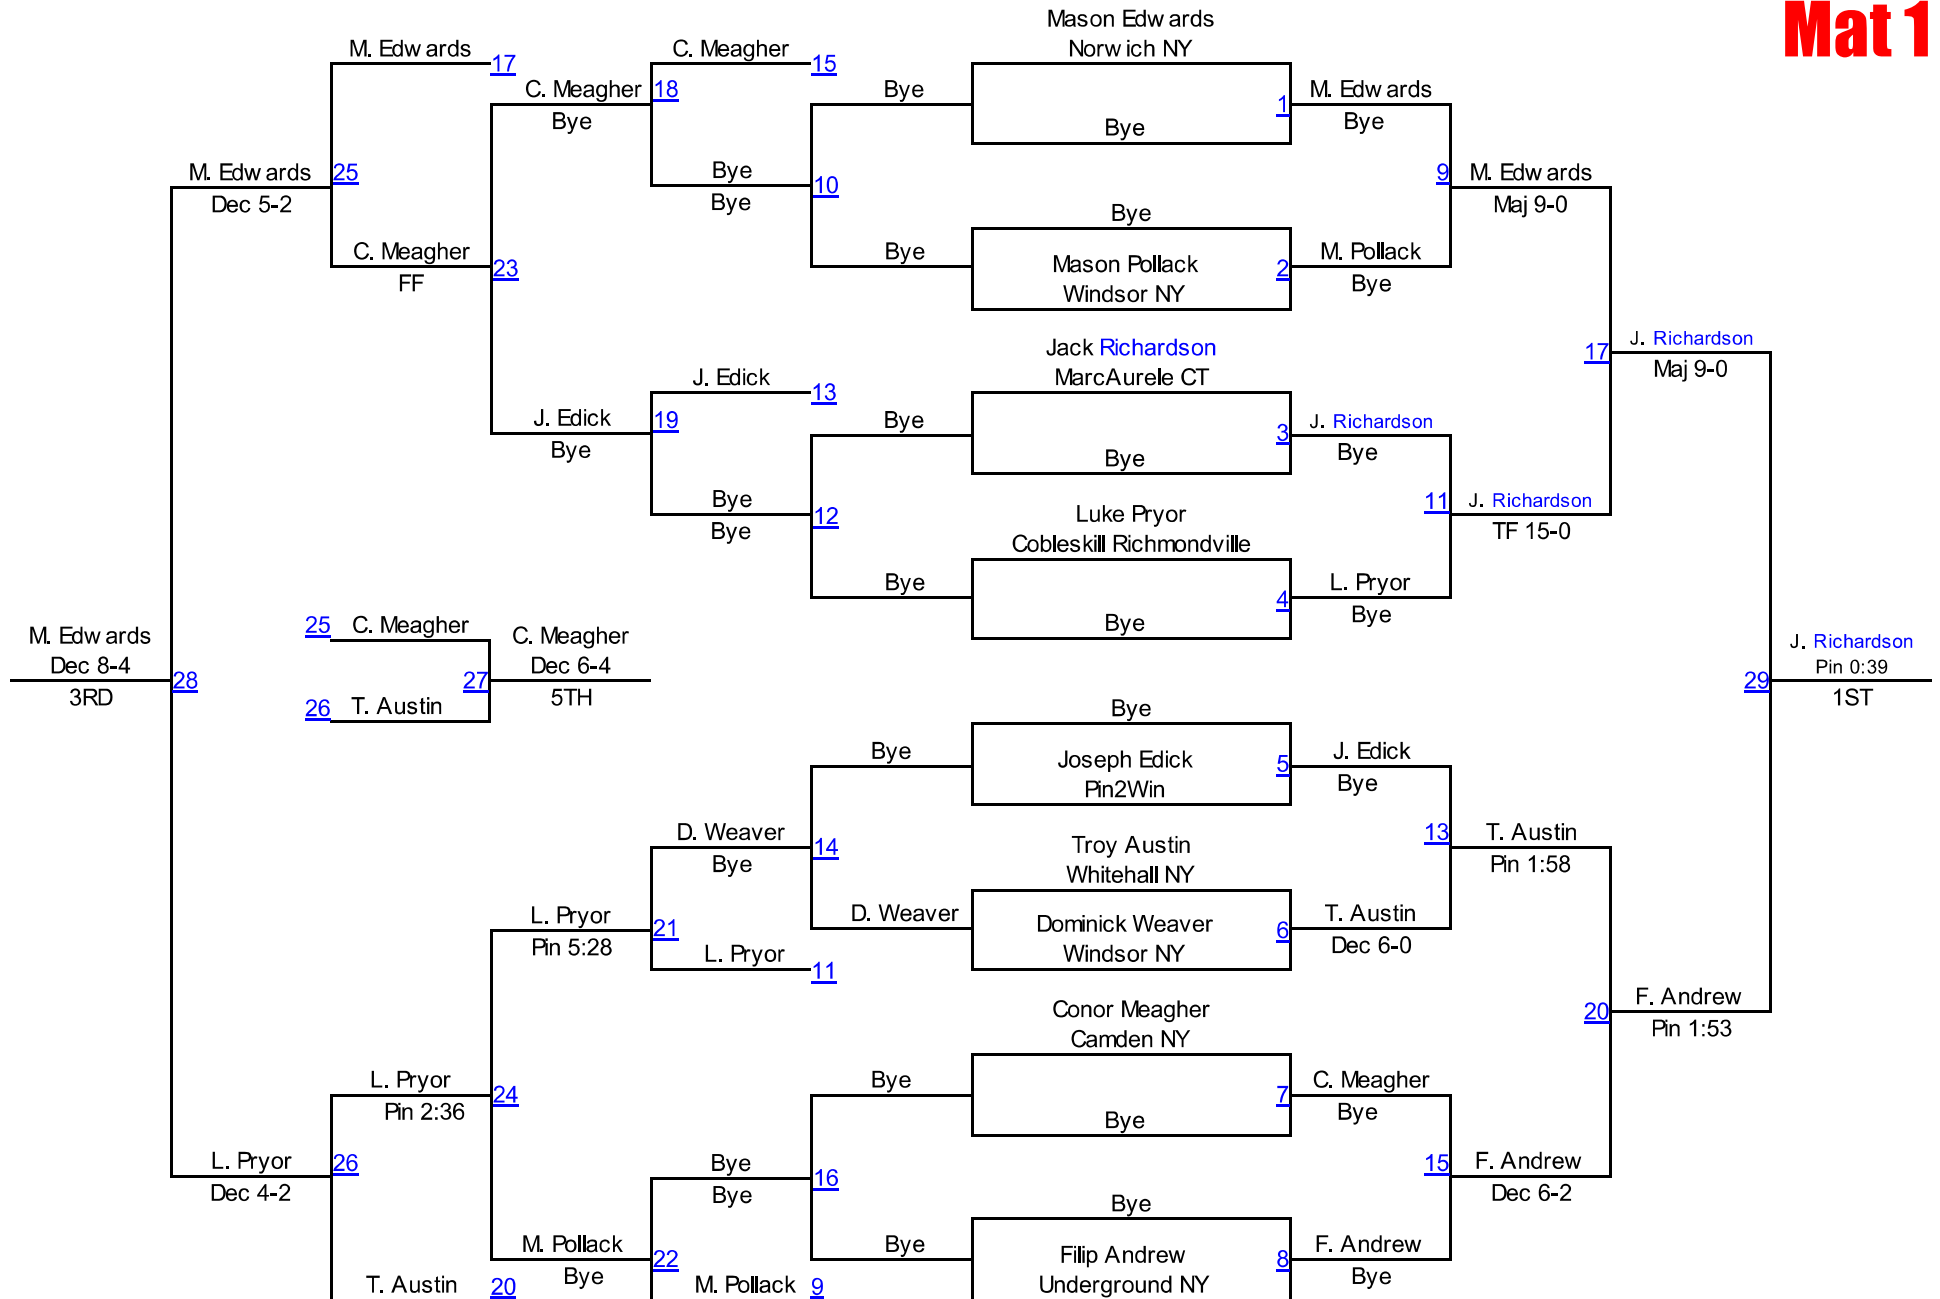 Mat 1
Mason Edwards
Norwich NY
M. Edwards
17
C. Meagher
15
C. Meagher
18
Bye
Bye
1
M. Edwards
Bye
Bye
Bye
M. Edwards
25
Dec 5-2
Bye
10
Bye
9
M. Edwards
Maj 9-0
Bye
C. Meagher
23
FF
Bye
Mason Pollack
Windsor NY
2
M. Pollack
Bye
Jack Richardson
MarcAurele CT
17
J. Richardson
Maj 9-0
J. Edick
13
J. Edick
19
Bye
Bye
3
J. Richardson
Bye
Bye
Bye
12
Bye
Luke Pryor
Cobleskill Richmondville
11
J. Richardson
TF 15-0
Bye
4
L. Pryor
Bye
Bye
M. Edwards
Dec 8-4
28
3RD
25
C. Meagher
27
C. Meagher
Dec 6-4
5TH
26
T. Austin
J. Richardson
Pin 0:39
29
1ST
Bye
Bye
Joseph Edick
Pin2Win
5
J. Edick
Bye
D. Weaver
14
Bye
Troy Austin
Whitehall NY
13
T. Austin
Pin 1:58
L. Pryor
21
Pin 5:28
D. Weaver
Dominick Weaver
Windsor NY
6
T. Austin
Dec 6-0
L. Pryor
11
Conor Meagher
Camden NY
20
F. Andrew
Pin 1:53
L. Pryor
24
Pin 2:36
Bye
Bye
7
C. Meagher
Bye
L. Pryor
26
Dec 4-2
Bye
16
Bye
15
F. Andrew
Dec 6-2
Bye
M. Pollack
22
Bye
Bye
Filip Andrew
Underground NY
8
F. Andrew
Bye
T. Austin
20
M. Pollack
9